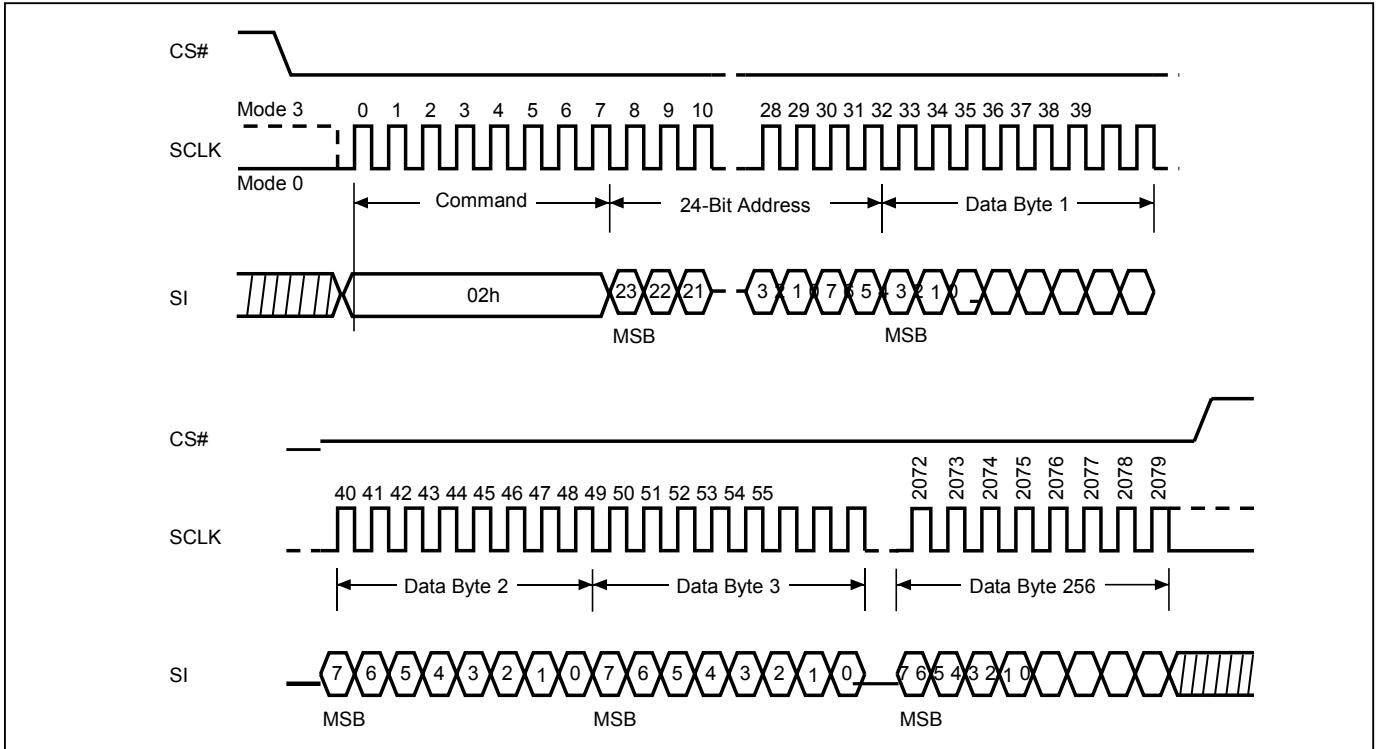 CS#
Mode 3
0 1 2 3 4 5 6 7 8 9 10 28 29 30 31 32 33 34 35 36 37 38 39
SCLK
Mode 0
Command 24-Bit Address Data Byte 1
SI 02h 23 22 21 3 2 1 0 7 6 5 4 3 2 1 0
MSB MSB
CS#
40 41 42 43 44 45 46 47 48 49 50 51 52 53 54 55 2072 2073 2074 2075 2076 2077 2078 2079
SCLK
Data Byte 2 Data Byte 3 Data Byte 256
SI 7 6 5 4 3 2 1 0 7 6 5 4 3 2 1 0 7 6 5 4 3 2 1 0
MSB MSB MSB